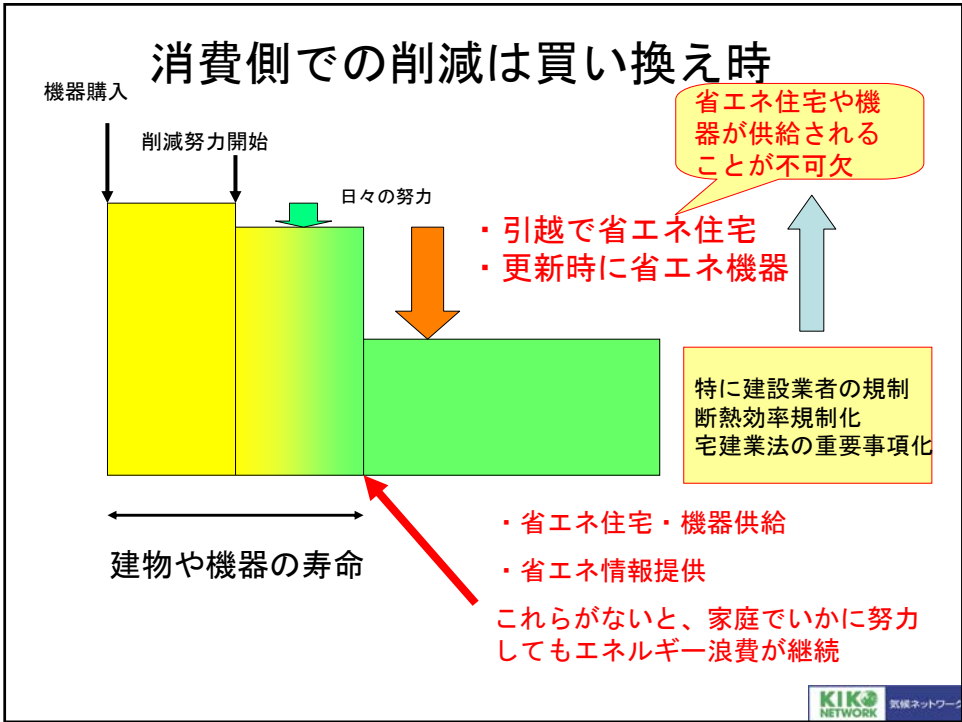 消費側での削減は買い換え時
機器購入
省エネ住宅や機
器が供給される
ことが不可欠
削減努力開始
日々の努力
・引越で省エネ住宅
・更新時に省エネ機器
特に建設業者の規制
断熱効率規制化
宅建業法の重要事項化
・省エネ住宅・機器供給
建物や機器の寿命
・省エネ情報提供
これらがないと、家庭でいかに努力
してもエネルギー浪費が継続
KIKO
NETWORK
気候ネットワーク